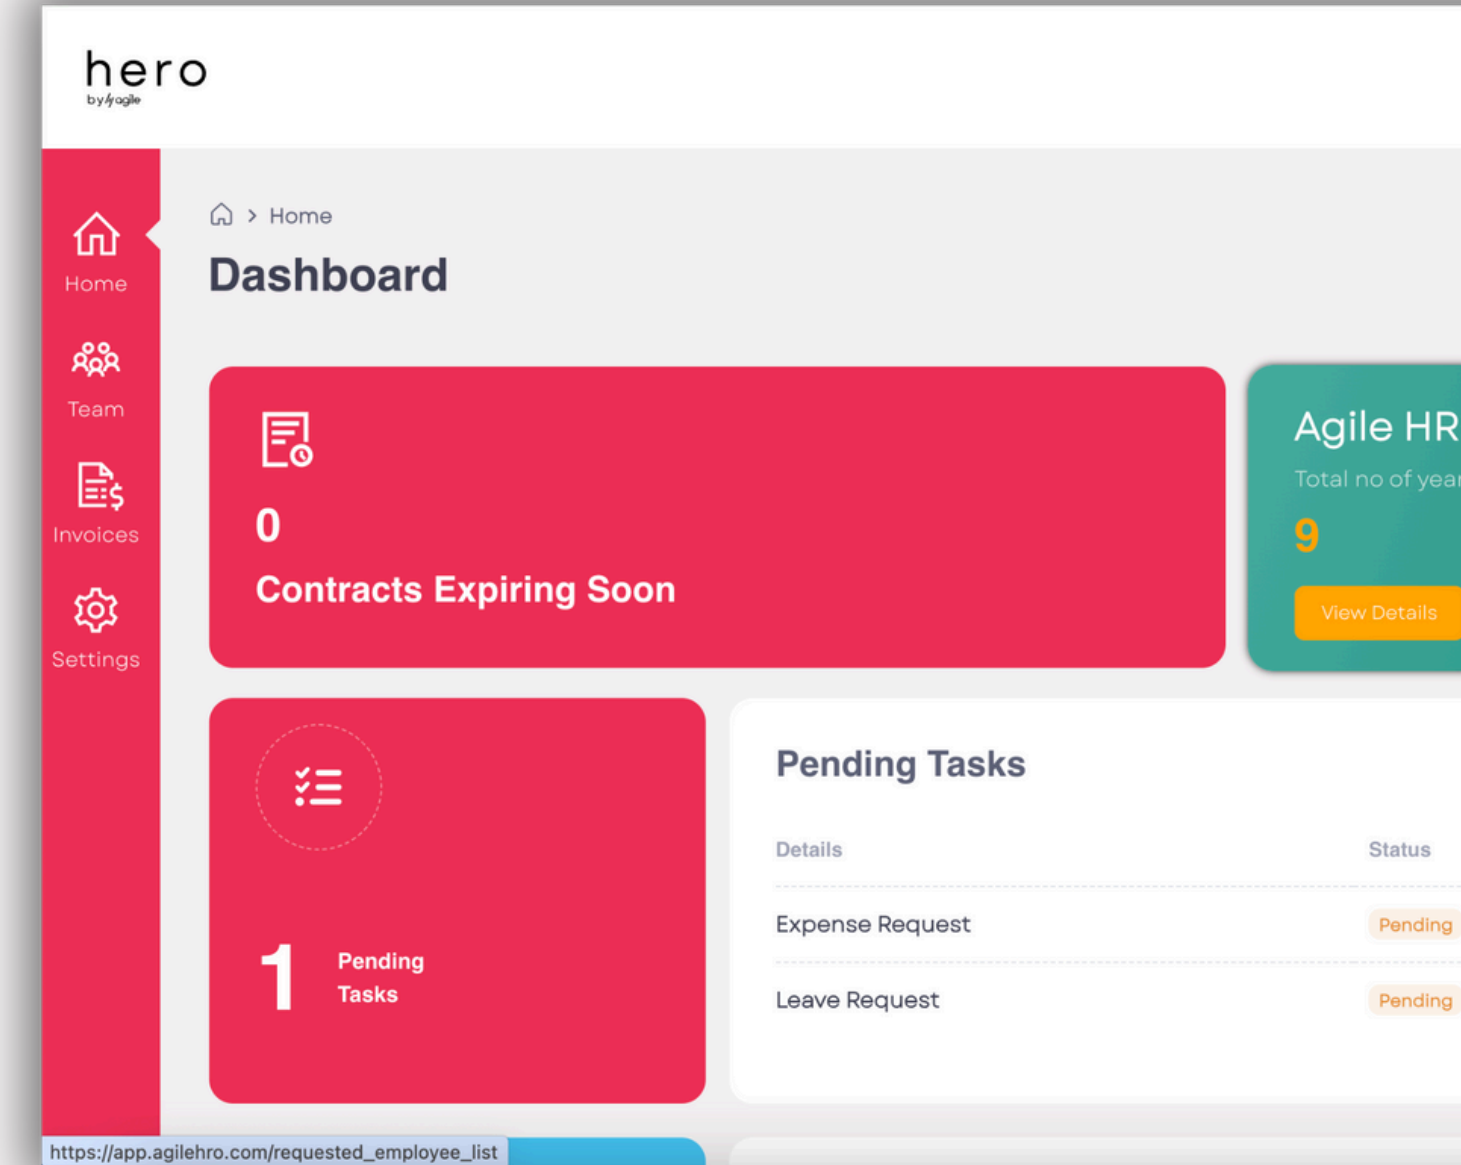 hero
by agile
Home
Dashboard
Home
Team
Invoices
Settings
0
Contracts Expiring Soon
Agile HR
Total no of year
9
View Details
1
Pending
Tasks
Pending Tasks
Details Status
Expense Request Pending
Leave Request Pending
https://app.agilehro.com/requested_employee_list